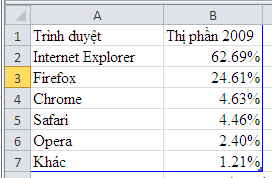 A B
1 Trình duyệt Thị phần 2009
2 Internet Explorer 62.69%
3 Firefox 24.61%
4 Chrome 4.63%
5 Safari 4.46%
6 Opera 2.40%
7 Khác 1.21%